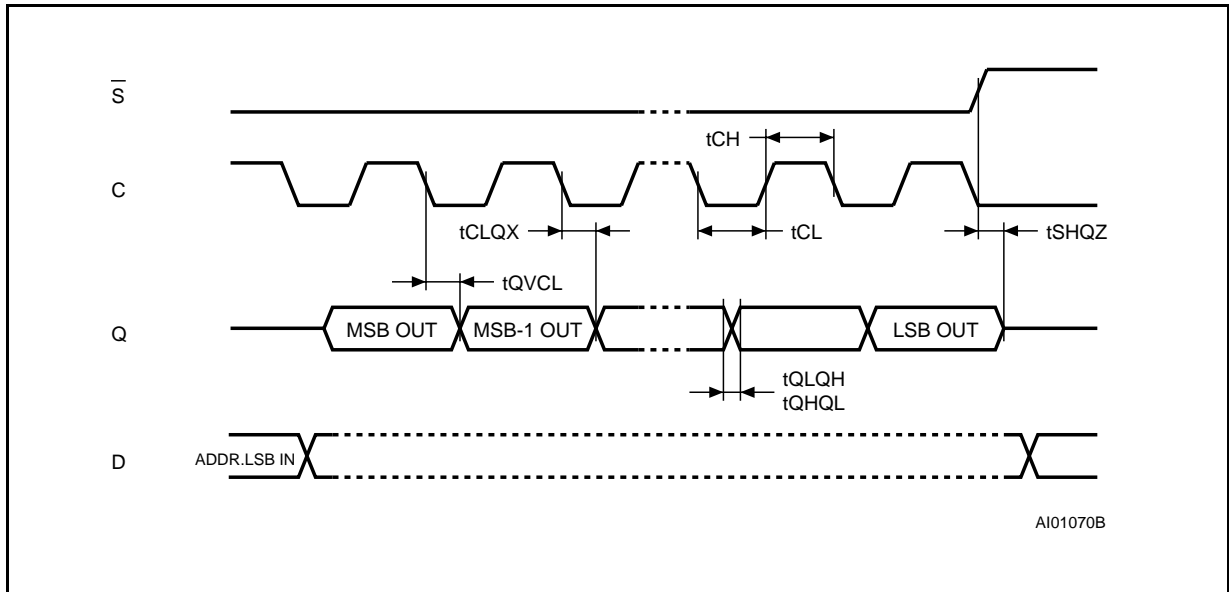 S
tCH
C
tCLQX
tCL
tSHQZ
tQVCL
Q
MSB OUT
MSB-1 OUT
LSB OUT
tQLQH
tQHQL
D
ADDR.LSB IN
AI01070B